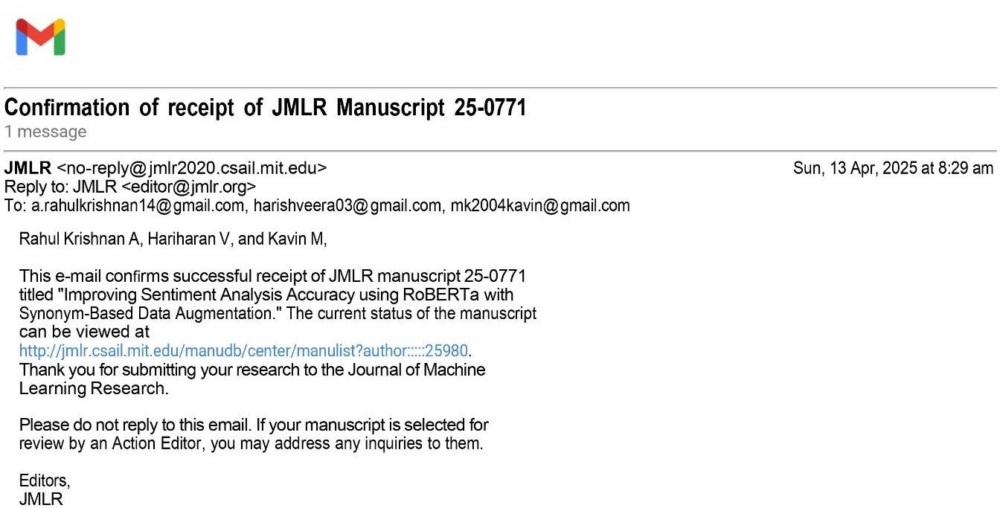 Confirmation of receipt of JMLR Manuscript 25-0771
1 message
JMLR <no-reply@jmlr2020.csail.mit.edu> Sun, 13 Apr, 2025 at 8:29 am
Reply to: JMLR <editor@jmlr.org>
To: a.rahulkrishnan14@gmail.com, harishveera03@gmail.com, mk2004kavin@gmail.com
Rahul Krishnan A, Hariharan V, and Kavin M,
This e-mail confirms successful receipt of JMLR manuscript 25-0771
titled "Improving Sentiment Analysis Accuracy using RoBERTa with
Synonym-Based Data Augmentation." The current status of the manuscript
can be viewed at
http://jmlr.csail.mit.edu/manudb/center/manulist?author:::::25980.
Thank you for submitting your research to the Journal of Machine
Learning Research.
Please do not reply to this email. If your manuscript is selected for
review by an Action Editor, you may address any inquiries to them.
Editors,
JMLR